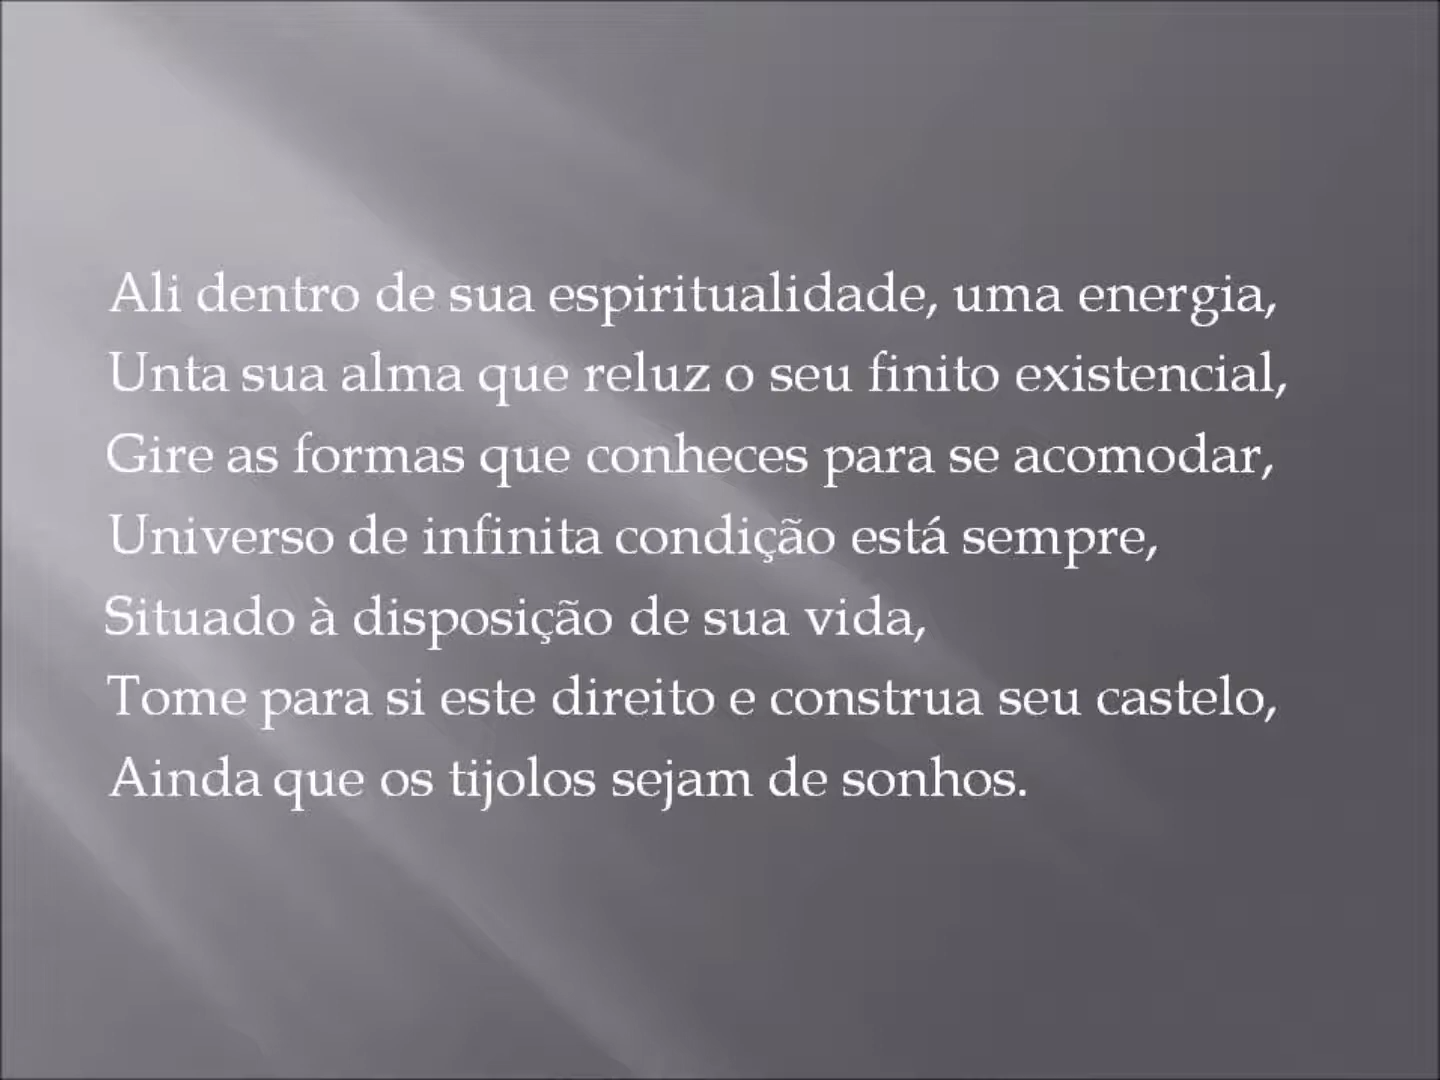 Ali dentro de sua espiritualidade, uma energia,
Unta sua alma que reluz o seu finito existencial,
Gire as formas que conheces para se acomodar,
Universo de infinita condição está sempre,
Situado à disposição de sua vida,
Tome para si este direito e construa seu castelo,
Ainda que os tijolos sejam de sonhos.